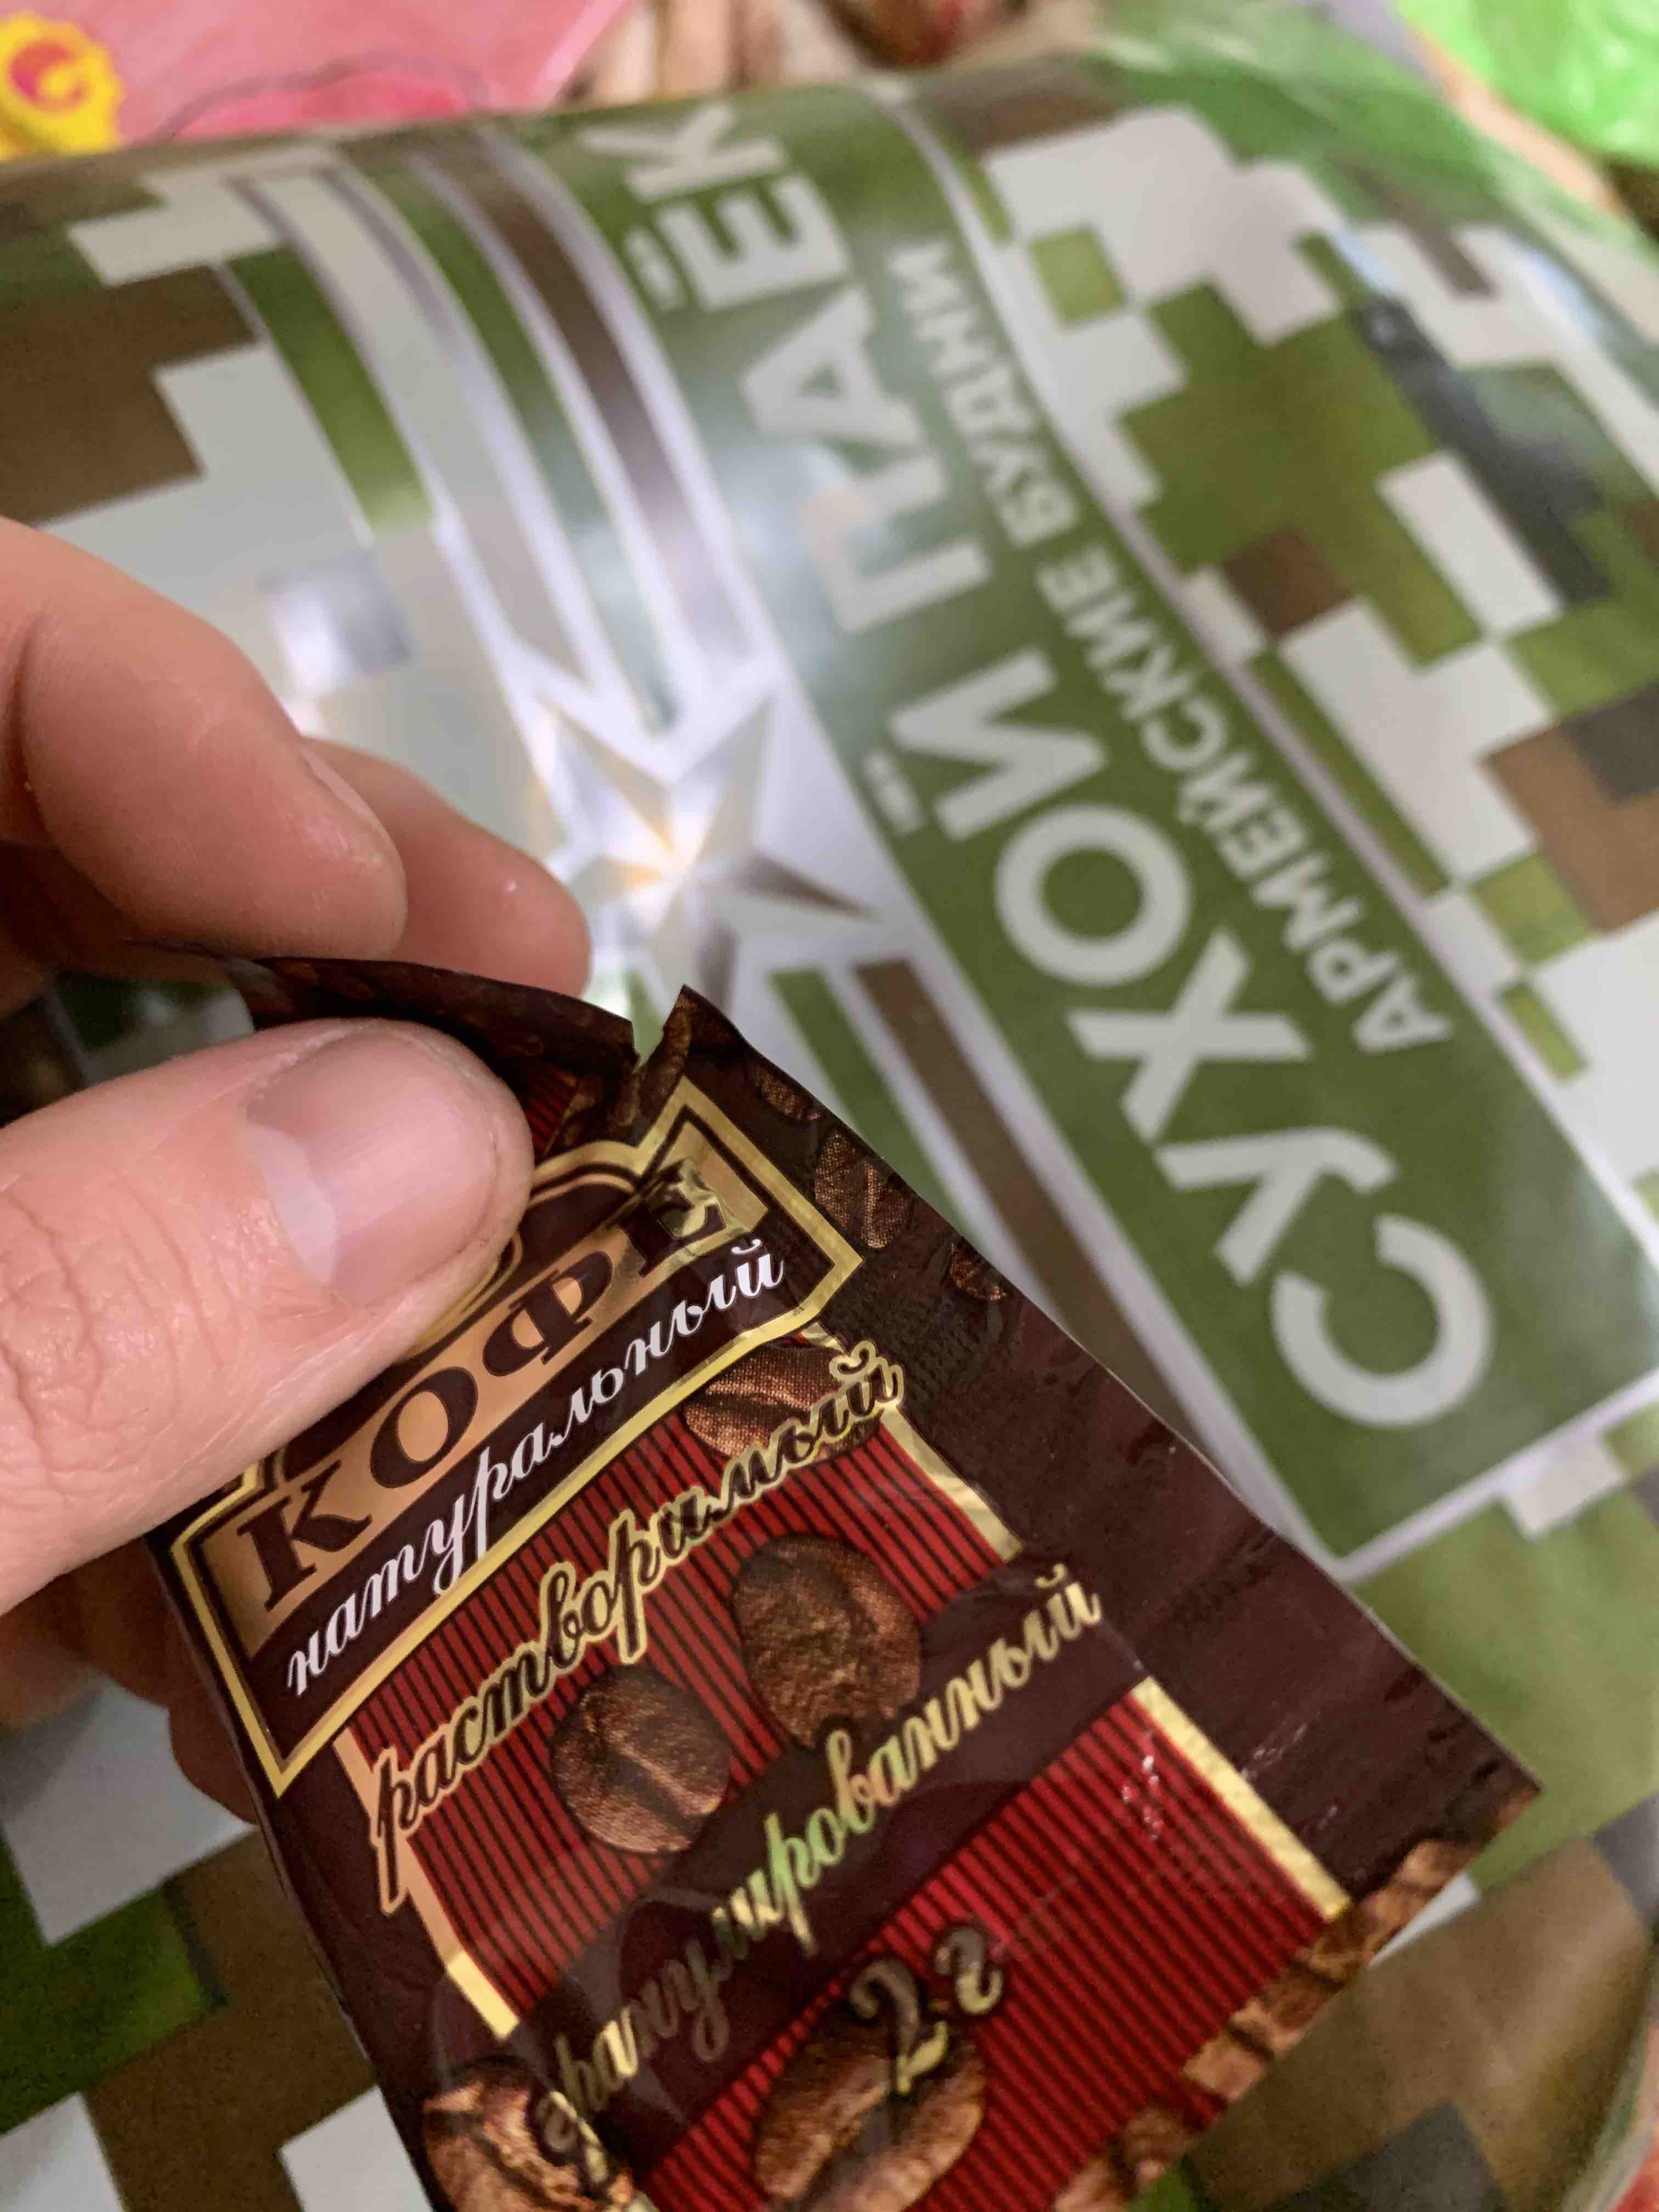 СУХОЙ ПАЁК
АРМЕЙСКИЕ БУДНИ
КОФЕ
натуральный
растворимый
гранулированный
2 г